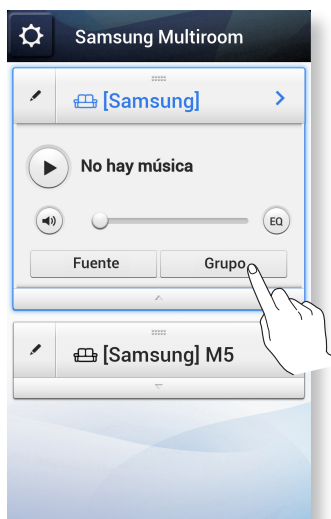 Samsung Multiroom
[Samsung]
No hay música
EQ
Fuente Grupo
[Samsung] M5